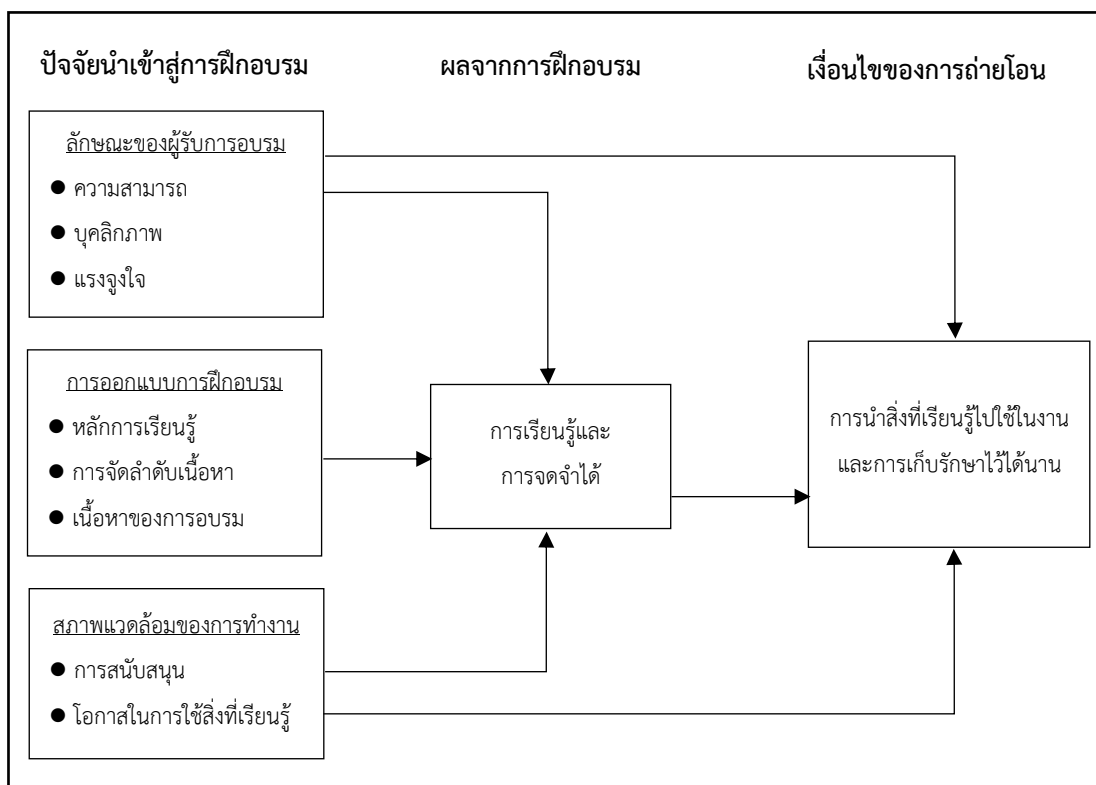 ปัจจัยนำเข้าสู่การฝึกอบรม
ผลจากการฝึกอบรม
เงื่อนไขของการถ่ายโอน
ลักษณะของผู้รับการอบรม
● ความสามารถ
● บุคลิกภาพ
● แรงจูงใจ
การออกแบบการฝึกอบรม
● หลักการเรียนรู้
● การจัดลำดับเนื้อหา
● เนื้อหาของการอบรม
สภาพแวดล้อมของการทำงาน
● การสนับสนุน
● โอกาสในการใช้สิ่งที่เรียนรู้
การเรียนรู้และ
การจดจำได้
การนำสิ่งที่เรียนรู้ไปใช้ในงาน
และการเก็บรักษาไว้ได้นาน